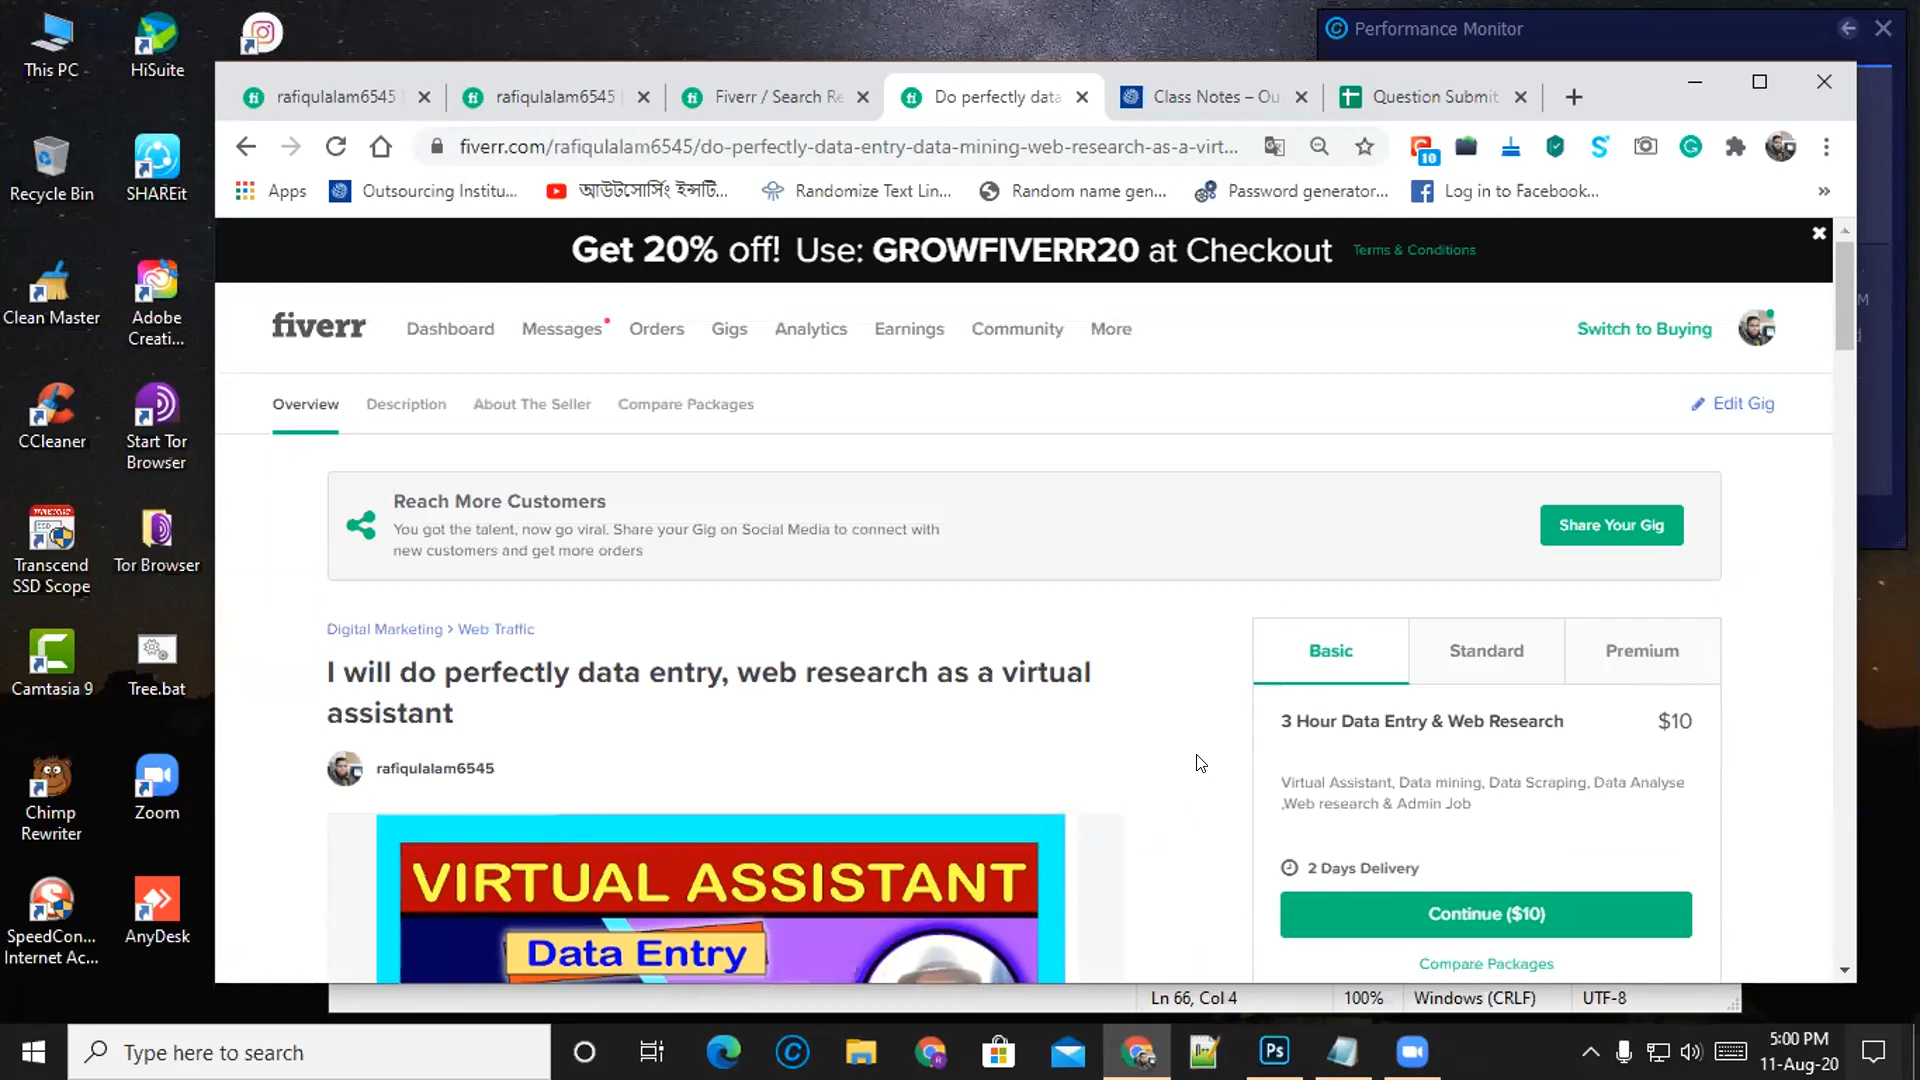 This PC
HiSuite
Performance Monitor
rafiqulalam6545
rafiqulalam6545
Fiverr / Search Re
Do perfectly data
Class Notes – Ou
Question Submit
fiverr.com/rafiqulalam6545/do-perfectly-data-entry-data-mining-web-research-as-a-virt...
10
Apps
Outsourcing Institu...
আউটসোর্সিং ইন্সটি...
Randomize Text Lin...
Random name gen...
Password generator...
Log in to Facebook...
»
Recycle Bin
SHAREit
Get 20% off! Use: GROWFIVERR20 at Checkout
Terms & Conditions
Clean Master
Adobe
Creati...
fiverr
Dashboard
Messages
Orders
Gigs
Analytics
Earnings
Community
More
Switch to Buying
Overview
Description
About The Seller
Compare Packages
Edit Gig
CCleaner
Start Tor
Browser
Reach More Customers
You got the talent, now go viral. Share your Gig on Social Media to connect with
new customers and get more orders
Share Your Gig
Transcend
SSD Scope
Tor Browser
Digital Marketing > Web Traffic
I will do perfectly data entry, web research as a virtual
assistant
rafiqulalam6545
Basic
Standard
Premium
3 Hour Data Entry & Web Research
$10
Virtual Assistant, Data mining, Data Scraping, Data Analyse
,Web research & Admin Job
2 Days Delivery
Continue ($10)
Compare Packages
Camtasia 9
Tree.bat
Chimp
Rewriter
Zoom
SpeedCon...
Internet Ac...
AnyDesk
VIRTUAL ASSISTANT
Data Entry
Ln 66, Col 4
100%
Windows (CRLF)
UTF-8
Type here to search
Ps
5:00 PM
11-Aug-20